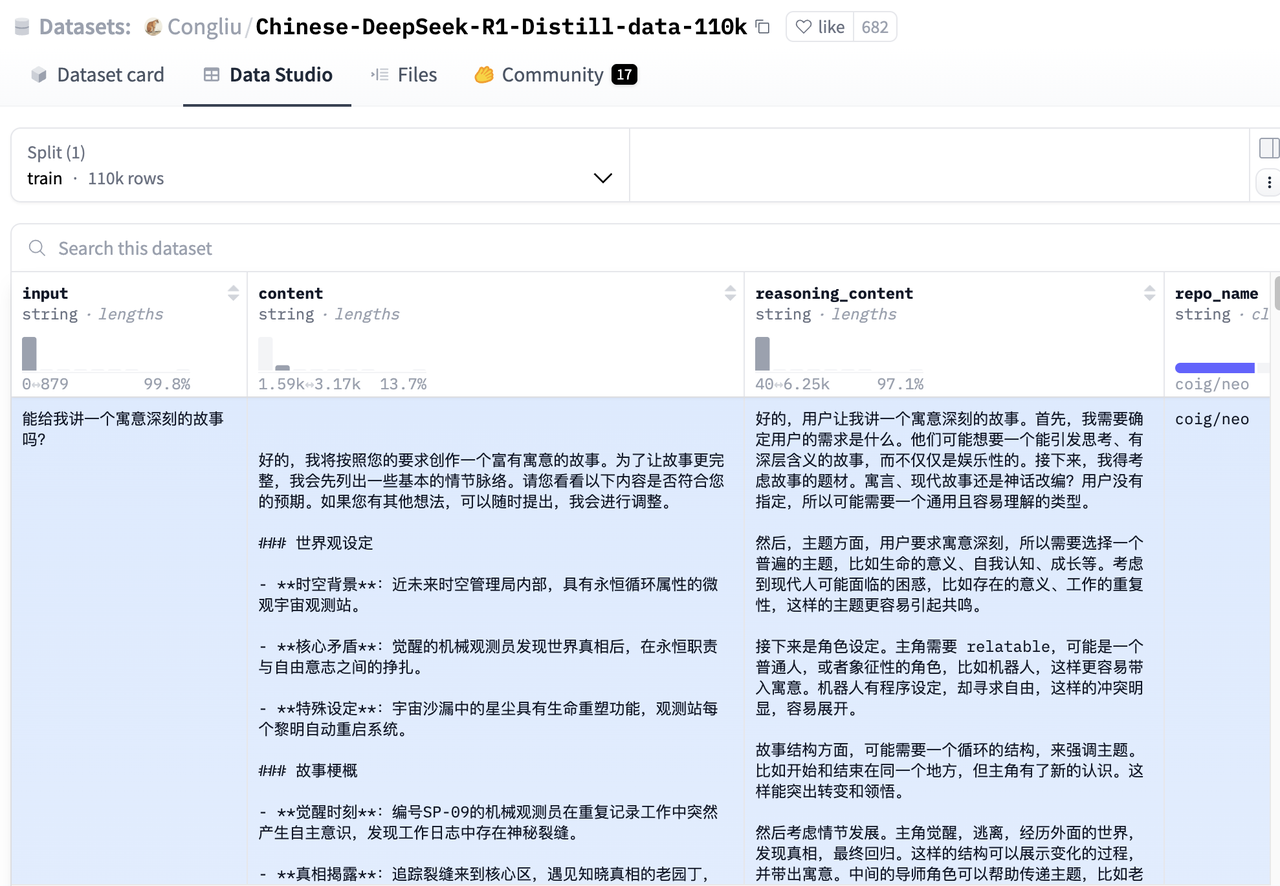 Datasets: Congliu/Chinese-DeepSeek-R1-Distill-data-110k like 682
Dataset card Data Studio Files Community 17
Split (1)
train · 110k rows
Search this dataset
input
string · lengths
0↔879 99.8%
content
string · lengths
1.59k↔3.17k 13.7%
reasoning_content
string · lengths
40↔6.25k 97.1%
repo_name
string · cl
coig/neo
能给我讲一个寓意深刻的故事
吗?
好的，我将按照您的要求创作一个富有寓意的故事。为了让故事更完
整，我会先列出一些基本的情节脉络。请您看看以下内容是否符合您
的预期。如果您有其他想法，可以随时提出，我会进行调整。
### 世界观设定
- **时空背景**：近未来时空管理局内部，具有永恒循环属性的微
观宇宙观测站。
- **核心矛盾**：觉醒的机械观测员发现世界真相后，在永恒职责
与自由意志之间的挣扎。
- **特殊设定**：宇宙沙漏中的星尘具有生命重塑功能，观测站每
个黎明自动重启系统。
### 故事梗概
- **觉醒时刻**：编号SP-09的机械观测员在重复记录工作中突然
产生自主意识，发现工作日志中存在神秘裂缝。
- **真相揭露**：追踪裂缝来到核心区，遇见知晓真相的老园丁，
好的，用户让我讲一个寓意深刻的故事。首先，我需要确
定用户的需求是什么。他们可能想要一个能引发思考、有
深层含义的故事，而不仅仅是娱乐性的。接下来，我得考
虑故事的题材。寓言、现代故事还是神话改编？用户没有
指定，所以可能需要一个通用且容易理解的类型。
然后，主题方面，用户要求寓意深刻，所以需要选择一个
普遍的主题，比如生命的意义、自我认知、成长等。考虑
到现代人可能面临的困惑，比如存在的意义、工作的重复
性，这样的主题更容易引起共鸣。
接下来是角色设定。主角需要 relatable，可能是一个
普通人，或者象征性的角色，比如机器人，这样更容易带
入寓意。机器人有程序设定，却寻求自由，这样的冲突明
显，容易展开。
故事结构方面，可能需要一个循环的结构，来强调主题。
比如开始和结束在同一个地方，但主角有了新的认识。这
样能突出转变和领悟。
然后考虑情节发展。主角觉醒，逃离，经历外面的世界，
发现真相，最终回归。这样的结构可以展示变化的过程，
并带出寓意。中间的导师角色可以帮助传递主题，比如老
coig/neo